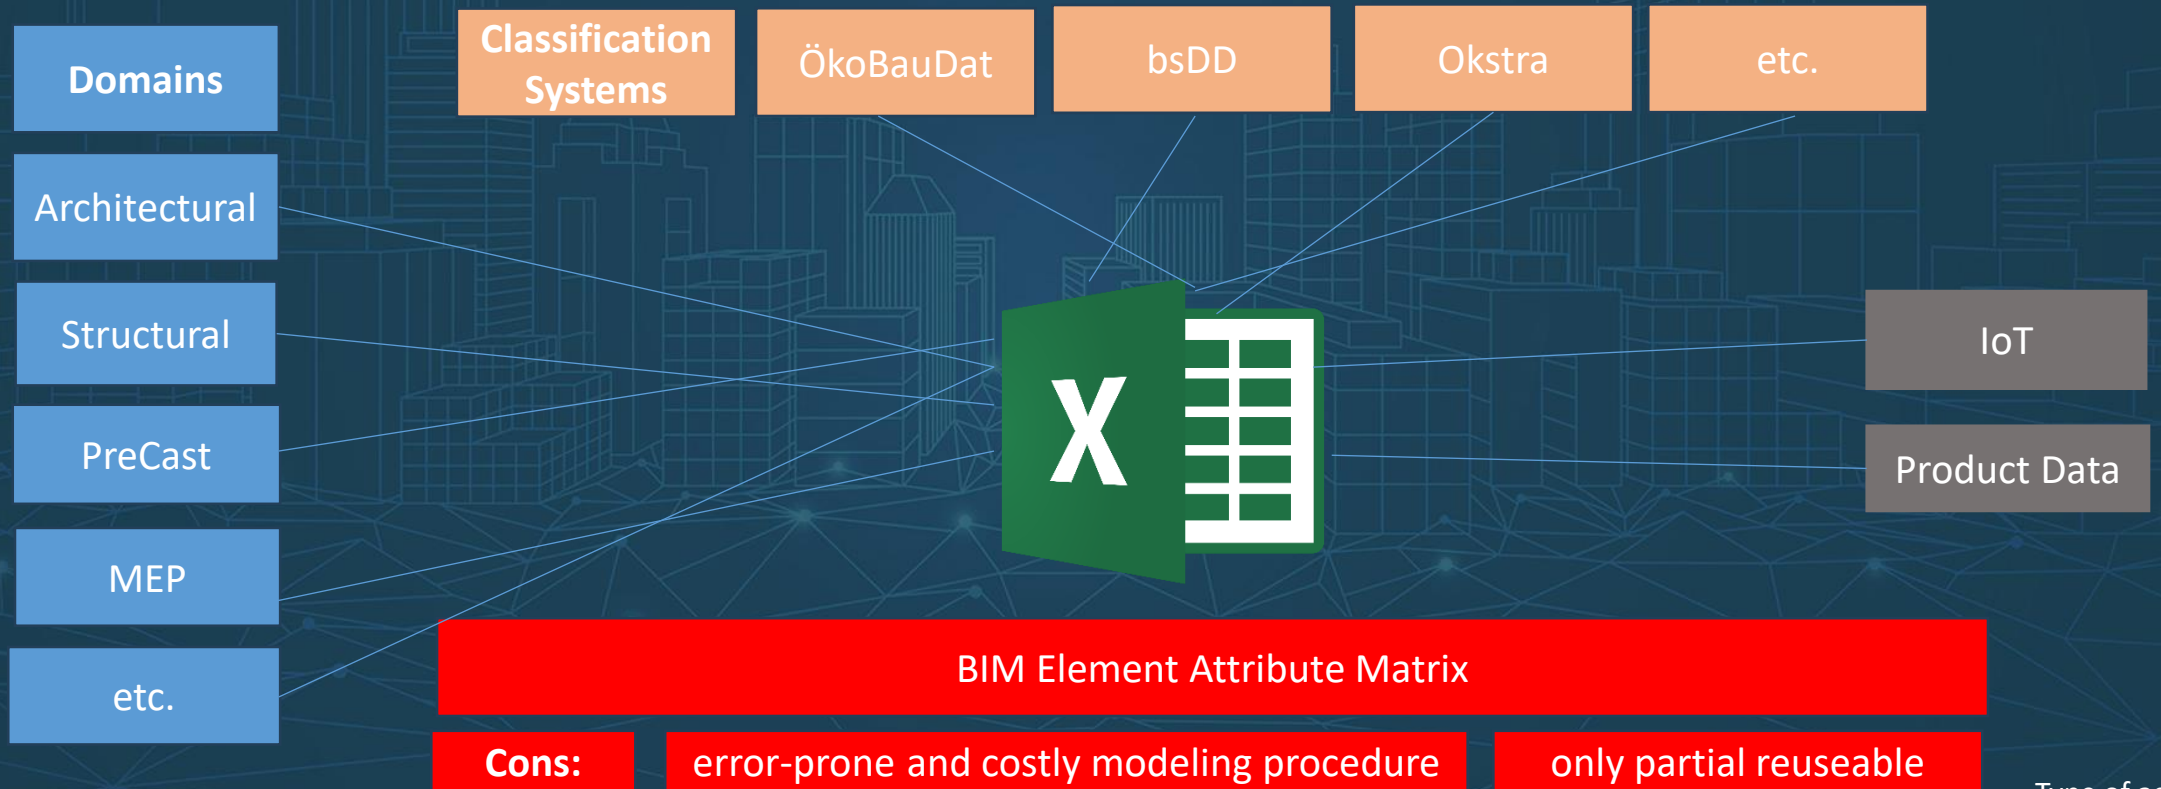 Domains
Classification
Systems
ÖkoBauDat
bsDD
Okstra
etc.
Architectural
Structural
PreCast
MEP
etc.
X
IoT
Product Data
BIM Element Attribute Matrix
Cons:
error-prone and costly modeling procedure
only partial reuseable